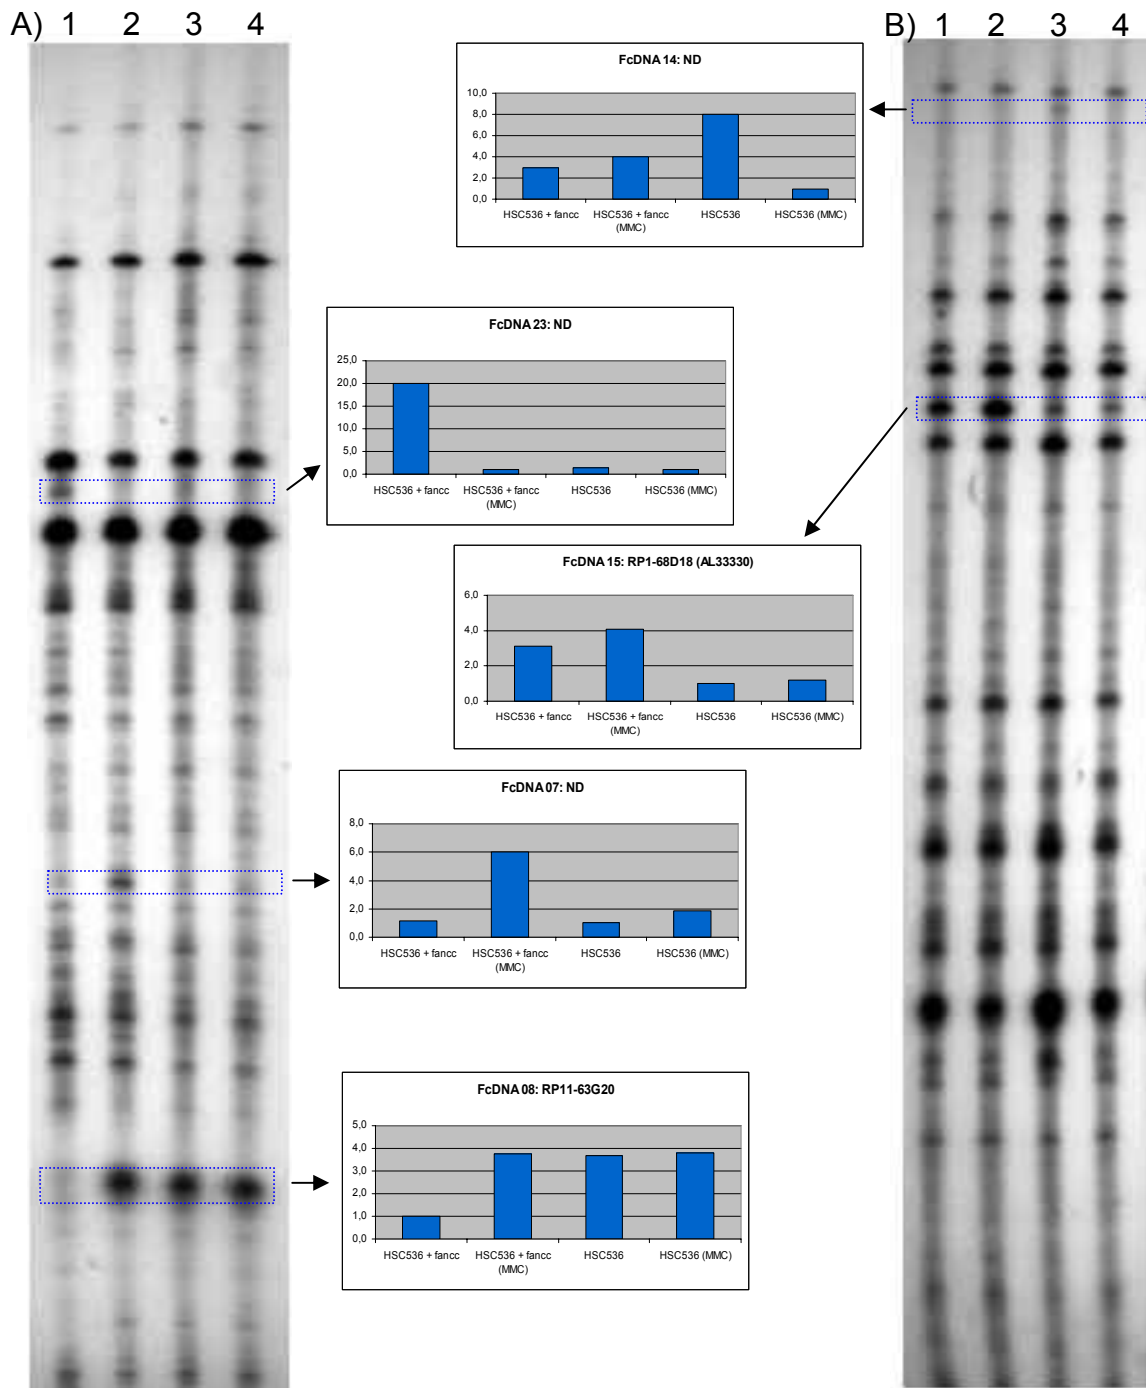 A) 1 2 3 4
B) 1 2 3 4
FcDNA 14: ND
10,0
8,0
6,0
4,0
2,0
0,0
HSC536 + fancc
HSC536 + fancc
(MMC)
HSC536
HSC536 (MMC)
FcDNA 23: ND
25,0
20,0
15,0
10,0
5,0
0,0
HSC536 + fancc
HSC536 + fancc
(MMC)
HSC536
HSC536 (MMC)
FcDNA 15: RP1-68D18 (AL33330)
6,0
4,0
2,0
0,0
HSC536 + fancc
HSC536 + fancc
(MMC)
HSC536
HSC536 (MMC)
FcDNA 07: ND
8,0
6,0
4,0
2,0
0,0
HSC536 + fancc
HSC536 + fancc
(MMC)
HSC536
HSC536 (MMC)
FcDNA 08: RP11-63G20
5,0
4,0
3,0
2,0
1,0
0,0
HSC536 + fancc
HSC536 + fancc
(MMC)
HSC536
HSC536 (MMC)